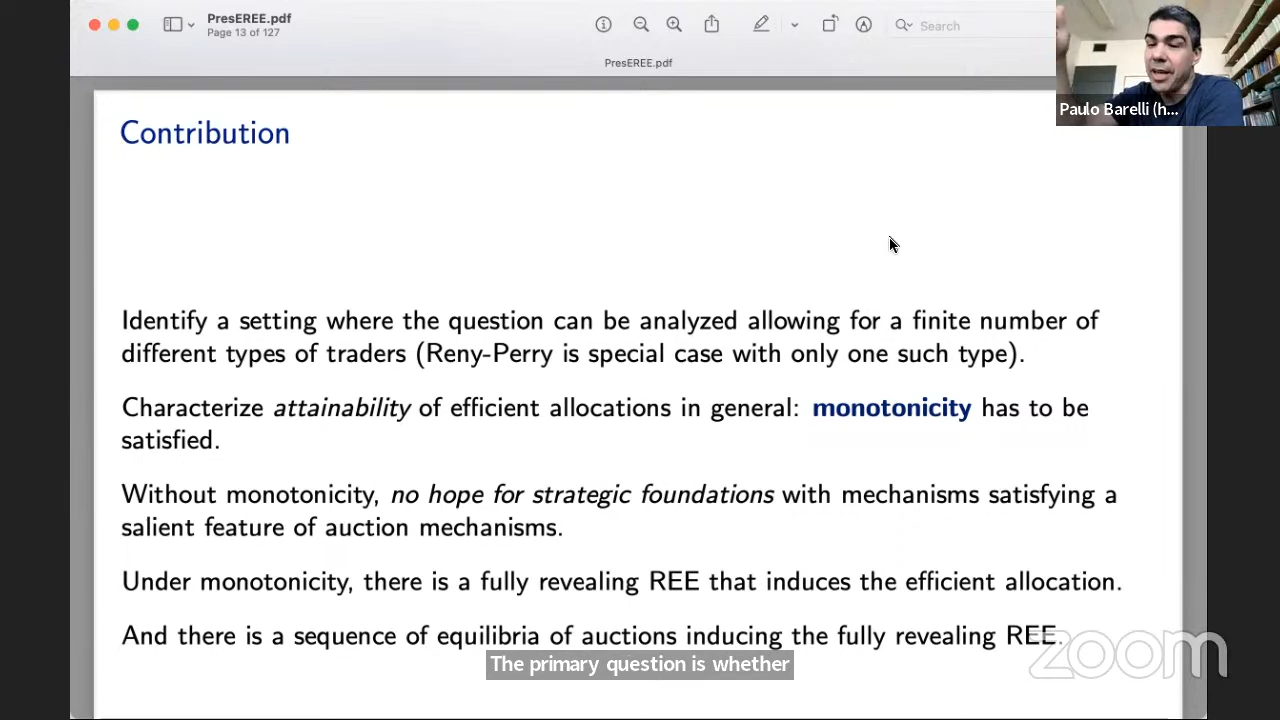 PresEREE.pdf
Page 13 of 127
Search
PresEREE.pdf
Paulo Barelli (h...
Contribution
Identify a setting where the question can be analyzed allowing for a finite number of
different types of traders (Reny-Perry is special case with only one such type).
Characterize attainability of efficient allocations in general: monotonicity has to be
satisfied.
Without monotonicity, no hope for strategic foundations with mechanisms satisfying a
salient feature of auction mechanisms.
Under monotonicity, there is a fully revealing REE that induces the efficient allocation.
And there is a sequence of equilibria of auctions inducing the fully revealing REE.
The primary question is whether
zoom